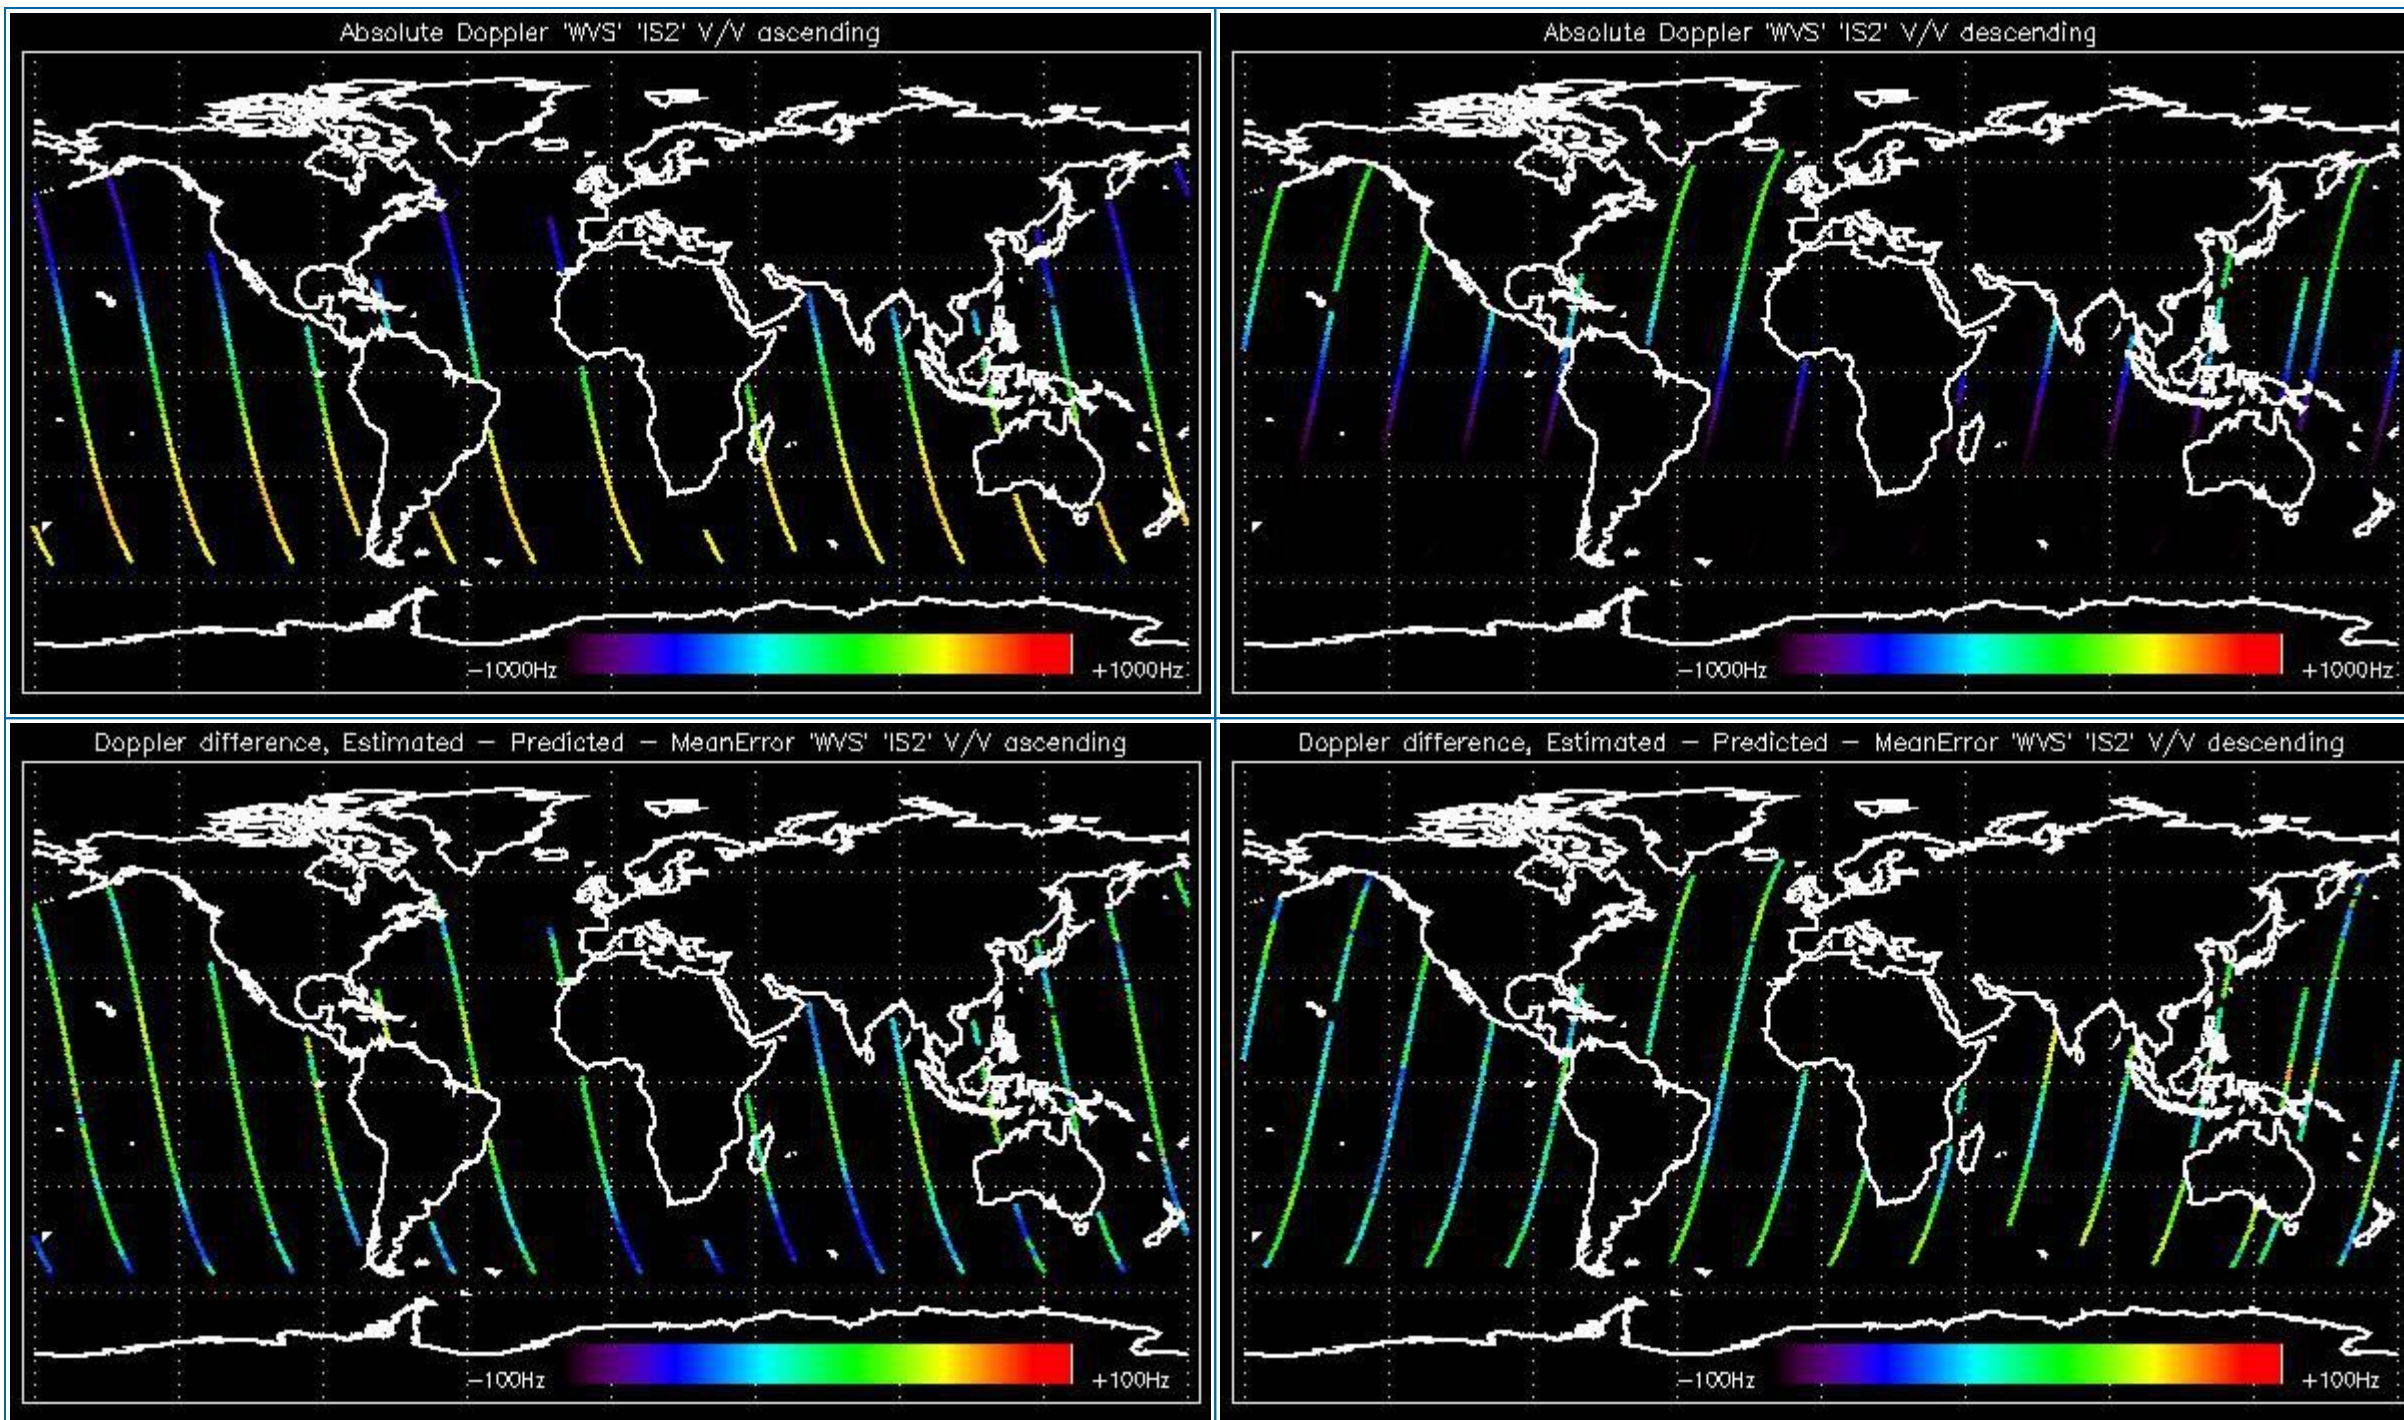 Absolute Doppler 'WVS' 'IS2' V/V ascending
-1000Hz
+1000Hz
Absolute Doppler 'WVS' 'IS2' V/V descending
-1000Hz
+1000Hz
Doppler difference, Estimated - Predicted - MeanError 'WVS' 'IS2' V/V ascending
-100Hz
+100Hz
Doppler difference, Estimated - Predicted - MeanError 'WVS' 'IS2' V/V descending
-100Hz
+100Hz